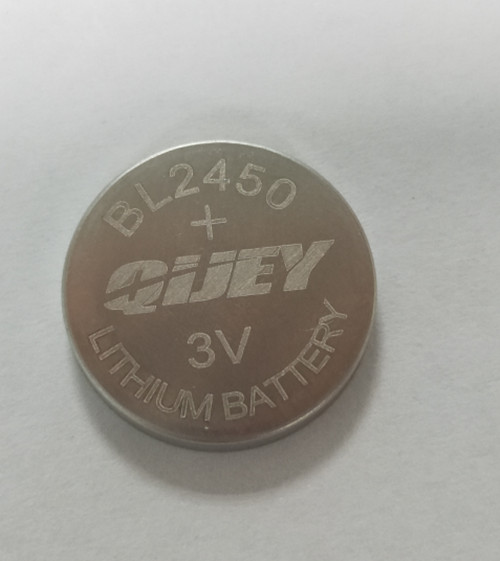 BL2450
+
QIJEY
3V
LITHIUM BATTERY